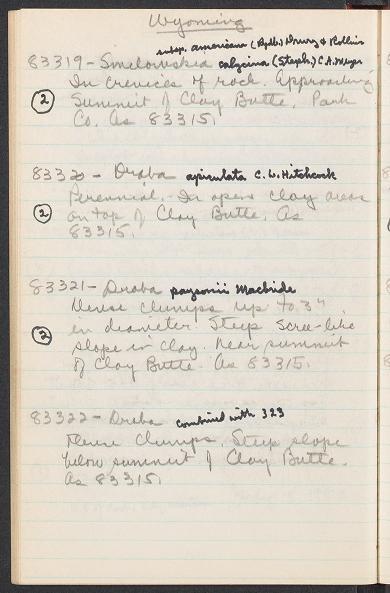 Wyoming
subsp. americana (Rydb.) Drury & Rollins
83319 - Smelowskia calycina (Steph.) C.A. Meyer
In crevices of rock. Approaching
② Summit of Clay Butte, Park
Co. As 83315.
83320 - Draba apiculata C.L. Hitchcock
Perennial. In open clay areas
② on top of Clay Butte. As
83315.
83321 - Draba paysonii Macbride
Dense clumps up to 3"
② in diameter. Steep scree-like
slope in clay. Near summit
of Clay Butte. As 83315.
83322 - Draba combined with 323
Dense clumps. Steep slope
below summit of Clay Butte.
As 83315.